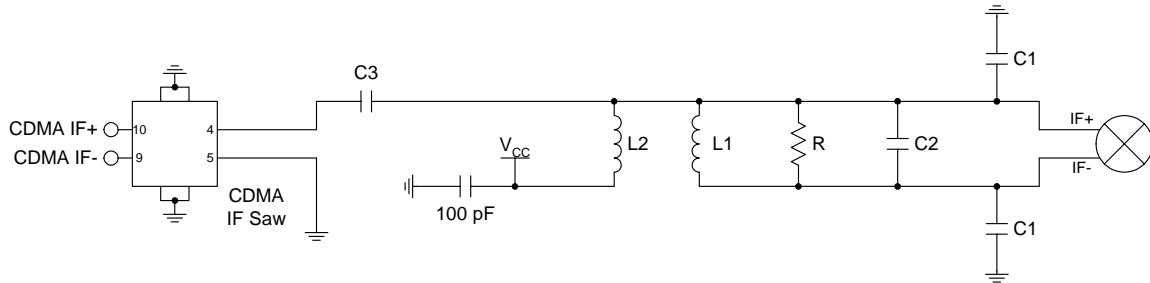 C1
C3
CDMA IF+
10
4
IF+
CDMA IF-
9
5
V_CC
L2
L1
R
C2
IF-
CDMA
IF Saw
100 pF
C1